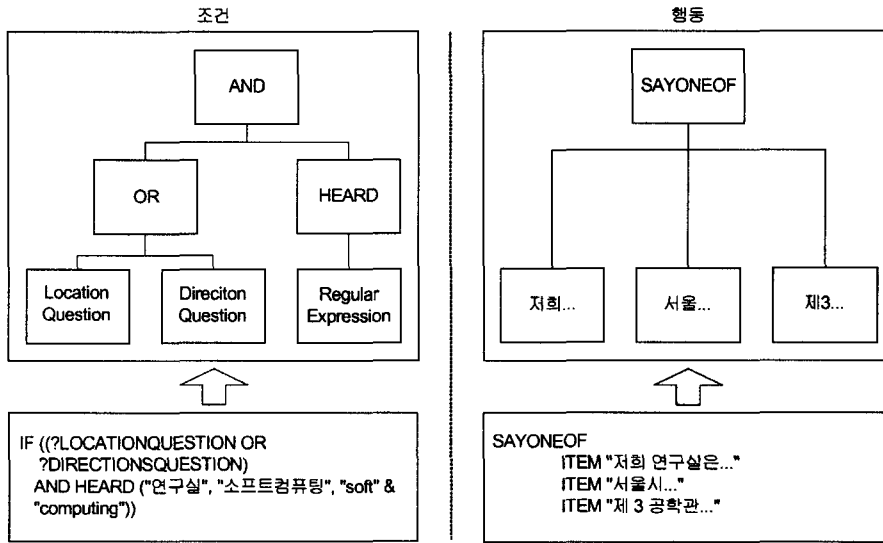 조건
AND
OR
HEARD
Location
Question
Direciton
Question
Regular
Expression
IF ((?LOCATIONQUESTION OR
?DIRECTIONSQUESTION)
AND HEARD ("연구실", "소프트컴퓨팅", "soft" &
"computing"))
행동
SAYONEOF
저희...
서울...
제3...
SAYONEOF
ITEM "저희 연구실은..."
ITEM "서울시..."
ITEM "제 3 공학관..."